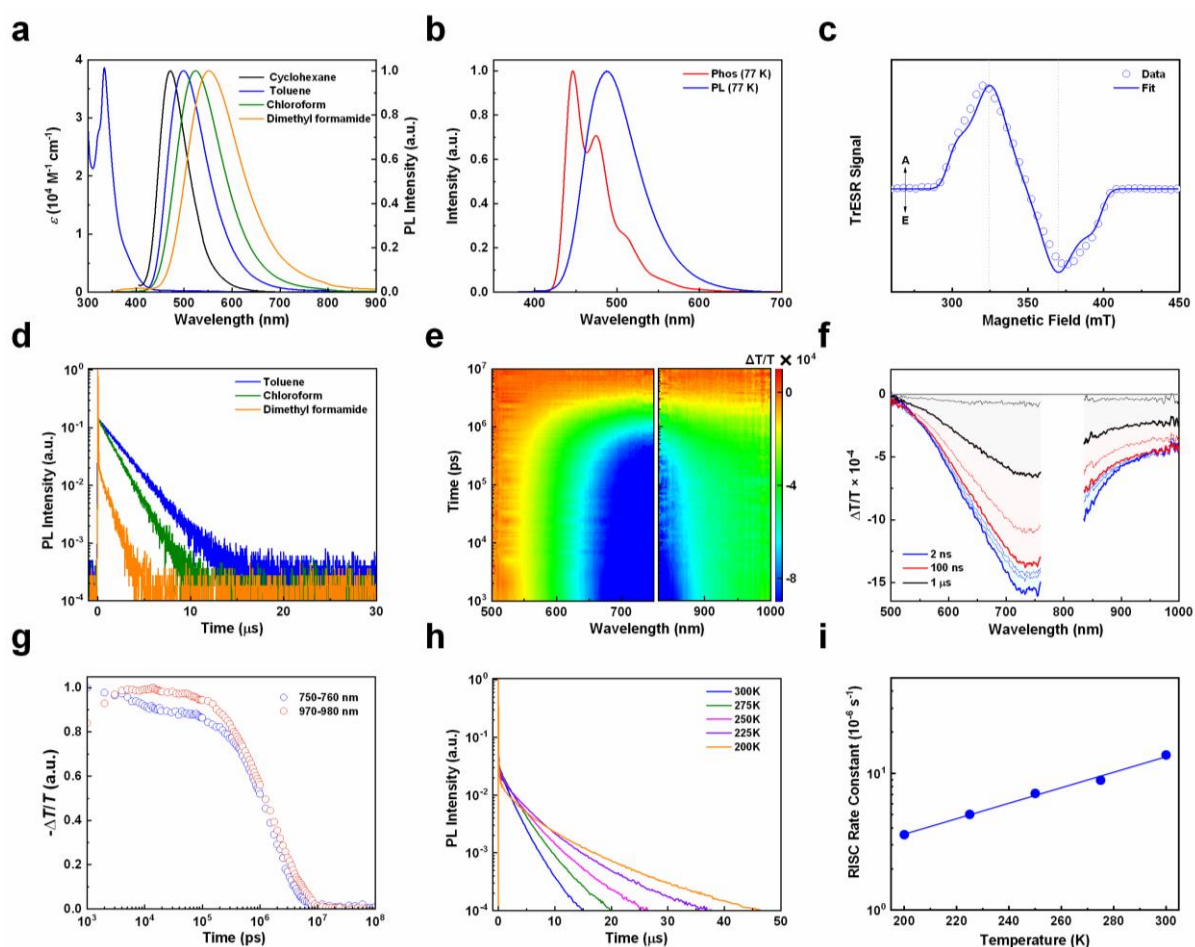 a
ε (10⁴ M⁻¹ cm⁻¹)
4
3
2
1
0
Cyclohexane
Toluene
Chloroform
Dimethyl formamide
1.0
0.8
0.6
0.4
0.2
0.0
PL Intensity (a.u.)
300 400 500 600 700 800 900
Wavelength (nm)
b
Intensity (a.u.)
1.0
0.8
0.6
0.4
0.2
0.0
Phos (77 K)
PL (77 K)
400 500 600 700
Wavelength (nm)
c
TrESR Signal
A
E
Data
Fit
300 350 400 450
Magnetic Field (mT)
d
PL Intensity (a.u.)
10⁰
10⁻¹
10⁻²
10⁻³
10⁻⁴
Toluene
Chloroform
Dimethyl formamide
0 10 20 30
Time (μs)
e
Time (ps)
10⁷
10⁶
10⁵
10⁴
10³
ΔT/T × 10⁴
0
-4
-8
500 600 700 900 1000
Wavelength (nm)
f
ΔT/T × 10⁻⁴
0
-5
-10
-15
2 ns
100 ns
1 μs
500 600 700 800 900 1000
Wavelength (nm)
g
-ΔT/T (a.u.)
1.0
0.8
0.6
0.4
0.2
0.0
750-760 nm
970-980 nm
10³ 10⁴ 10⁵ 10⁶ 10⁷ 10⁸
Time (ps)
h
PL Intensity (a.u.)
10⁰
10⁻¹
10⁻²
10⁻³
10⁻⁴
300K
275K
250K
225K
200K
0 10 20 30 40 50
Time (μs)
i
RISC Rate Constant (10⁻⁶ s⁻¹)
10¹
10⁰
200 225 250 275 300
Temperature (K)